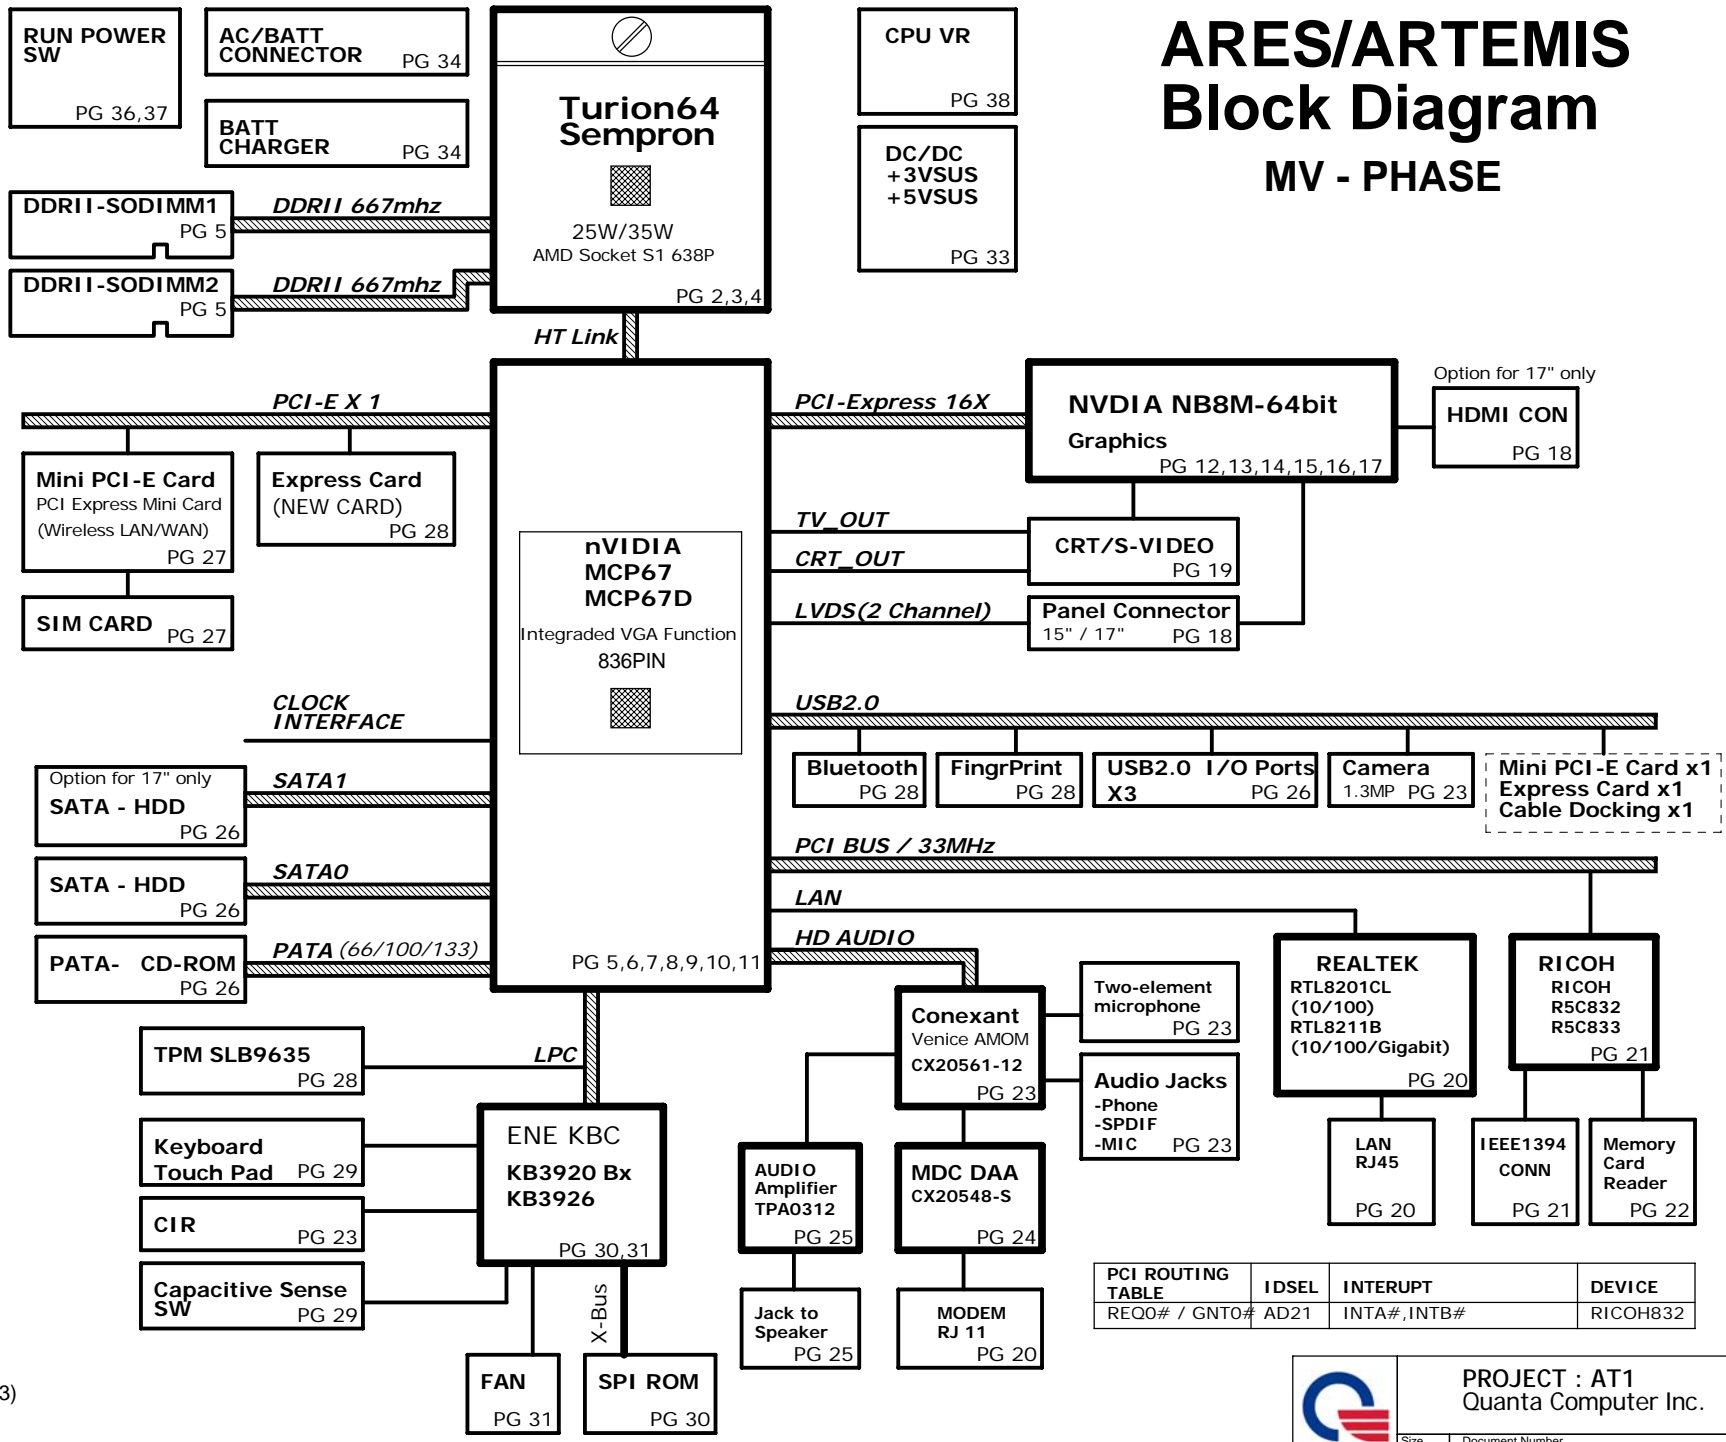 ARES/ARTEMIS
Block Diagram
MV - PHASE
RUN POWER
SW
PG 36,37
AC/BATT
CONNECTOR PG 34
BATT
CHARGER PG 34
Turion64
Sempron
25W/35W
AMD Socket S1 638P
PG 2,3,4
CPU VR
PG 38
DC/DC
+3VSUS
+5VSUS
PG 33
DDRII-SODIMM1
PG 5
DDRII 667mhz
DDRII-SODIMM2
PG 5
DDRII 667mhz
HT Link
PCI-E X 1
Mini PCI-E Card
PCI Express Mini Card
(Wireless LAN/WAN)
PG 27
Express Card
(NEW CARD)
PG 28
SIM CARD PG 27
nVIDIA
MCP67
MCP67D
Integraded VGA Function
836PIN
PG 5,6,7,8,9,10,11
PCI-Express 16X
NVDIA NB8M-64bit
Graphics
PG 12,13,14,15,16,17
Option for 17" only
HDMI CON
PG 18
TV_OUT
CRT_OUT
CRT/S-VIDEO
PG 19
LVDS(2 Channel)
Panel Connector
15" / 17" PG 18
CLOCK
INTERFACE
USB2.0
Bluetooth
PG 28
FingrPrint
PG 28
USB2.0 I/O Ports
X3 PG 26
Camera
1.3MP PG 23
Mini PCI-E Card x1
Express Card x1
Cable Docking x1
Option for 17" only
SATA - HDD
PG 26
SATA1
SATA - HDD
PG 26
SATA0
PATA- CD-ROM
PG 26
PATA (66/100/133)
PCI BUS / 33MHz
LAN
HD AUDIO
TPM SLB9635
PG 28
LPC
Keyboard
Touch Pad PG 29
CIR
PG 23
Capacitive Sense
SW PG 29
ENE KBC
KB3920 Bx
KB3926
PG 30,31
X-Bus
FAN
PG 31
SPI ROM
PG 30
Conexant
Venice AMOM
CX20561-12
PG 23
Two-element
microphone
PG 23
Audio Jacks
-Phone
-SPDIF
-MIC PG 23
AUDIO
Amplifier
TPA0312
PG 25
MDC DAA
CX20548-S
PG 24
Jack to
Speaker
PG 25
MODEM
RJ 11
PG 20
REALTEK
RTL8201CL
(10/100)
RTL8211B
(10/100/Gigabit)
PG 20
RICOH
RICOH
R5C832
R5C833
PG 21
LAN
RJ45
PG 20
IEEE1394
CONN
PG 21
Memory
Card
Reader
PG 22
PCI ROUTING
TABLE IDSEL INTERUPT DEVICE
REQ0# / GNT0# AD21 INTA#,INTB# RICOH832
3)
PROJECT : AT1
Quanta Computer Inc.
Size Document Number